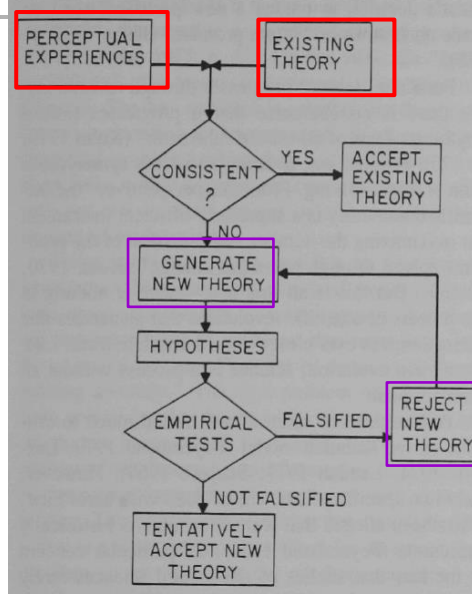 PERCEPTUAL
EXPERIENCES
EXISTING
THEORY
CONSISTENT
?
YES
ACCEPT
EXISTING
THEORY
NO
GENERATE
NEW THEORY
HYPOTHESES
EMPIRICAL
TESTS
FALSIFIED
REJECT
NEW
THEORY
NOT FALSIFIED
TENTATIVELY
ACCEPT NEW
THEORY